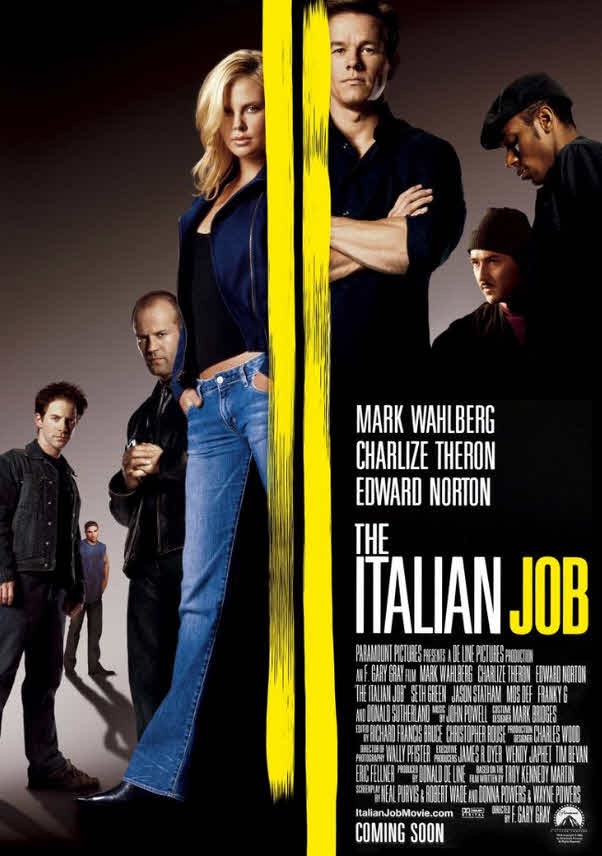 MARK WAHLBERG
CHARLIZE THERON
EDWARD NORTON
THE
ITALIAN JOB
PARAMOUNT PICTURES PRESENTS A DE LINE PICTURES PRODUCTION
AN F. GARY GRAY FILM MARK WAHLBERG CHARLIZE THERON EDWARD NORTON
"THE ITALIAN JOB" SETH GREEN JASON STATHAM MOS DEF FRANKY G
AND DONALD SUTHERLAND MUSIC BY JOHN POWELL COSTUME DESIGNER MARK BRIDGES
EDITED BY RICHARD FRANCIS BRUCE CHRISTOPHER ROUSE PRODUCTION DESIGNER CHARLES WOOD
DIRECTOR OF PHOTOGRAPHY WALLY PFISTER EXECUTIVE PRODUCERS JAMES R. DYER WENDY JAPHET TIM BEVAN
ERIC FELLNER PRODUCED BY DONALD DE LINE BASED ON THE FILM WRITTEN BY TROY KENNEDY MARTIN
SCREENPLAY BY NEAL PURVIS & ROBERT WADE AND DONNA POWERS & WAYNE POWERS
DIRECTED BY F. GARY GRAY
ItalianJobMovie.com
DOLBY DIGITAL
COMING SOON